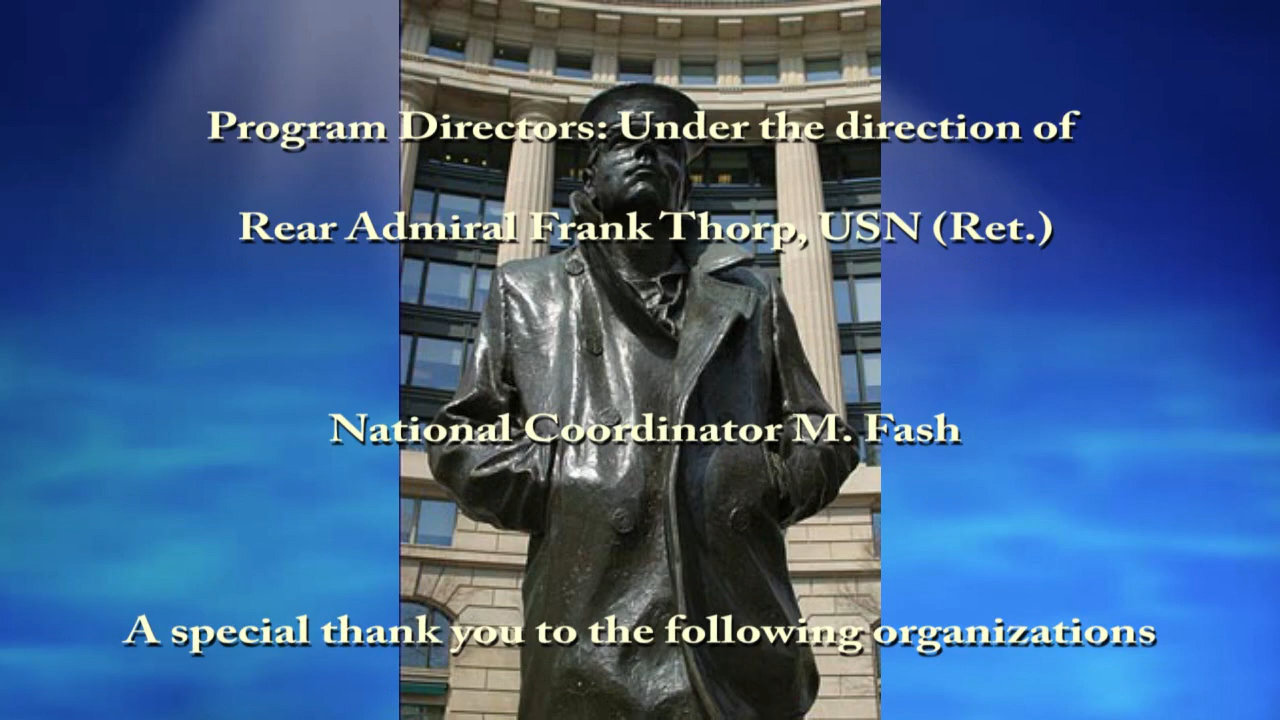 Program Directors: Under the direction of
Rear Admiral Frank Thorp, USN (Ret.)
National Coordinator M. Fash
A special thank you to the following organizations